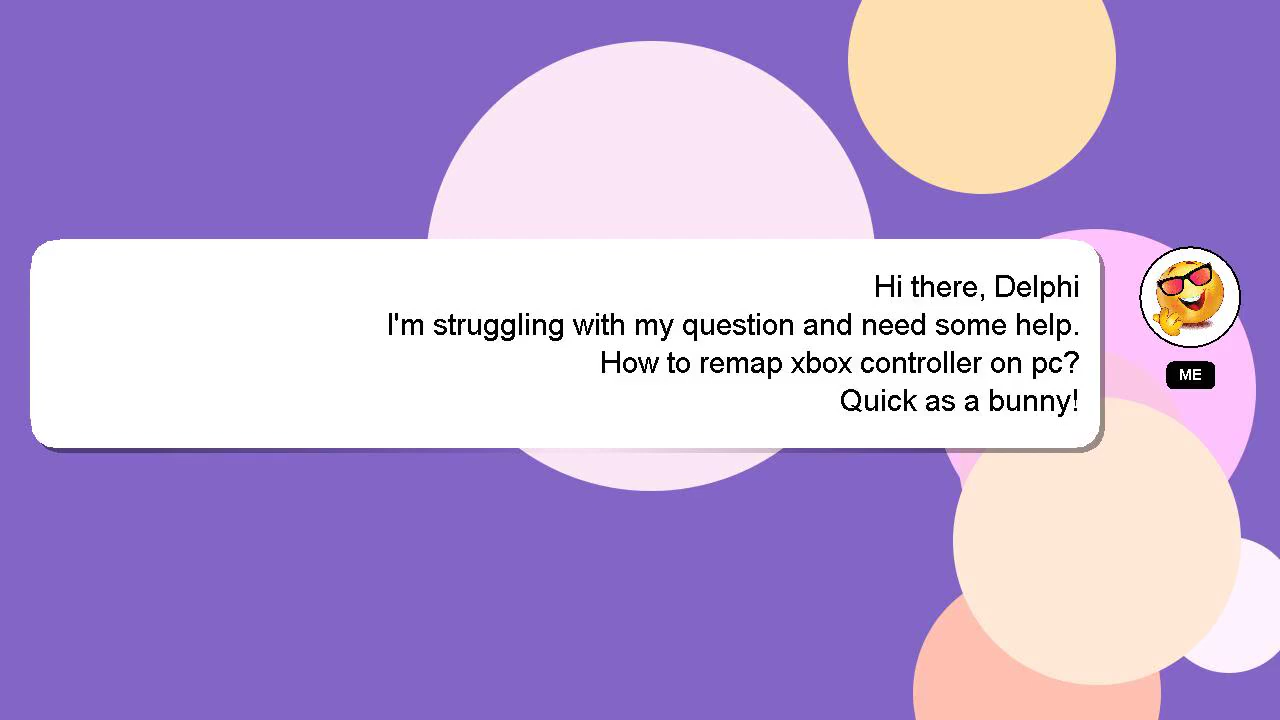 Hi there, Delphi
I'm struggling with my question and need some help.
How to remap xbox controller on pc?
Quick as a bunny!
ME